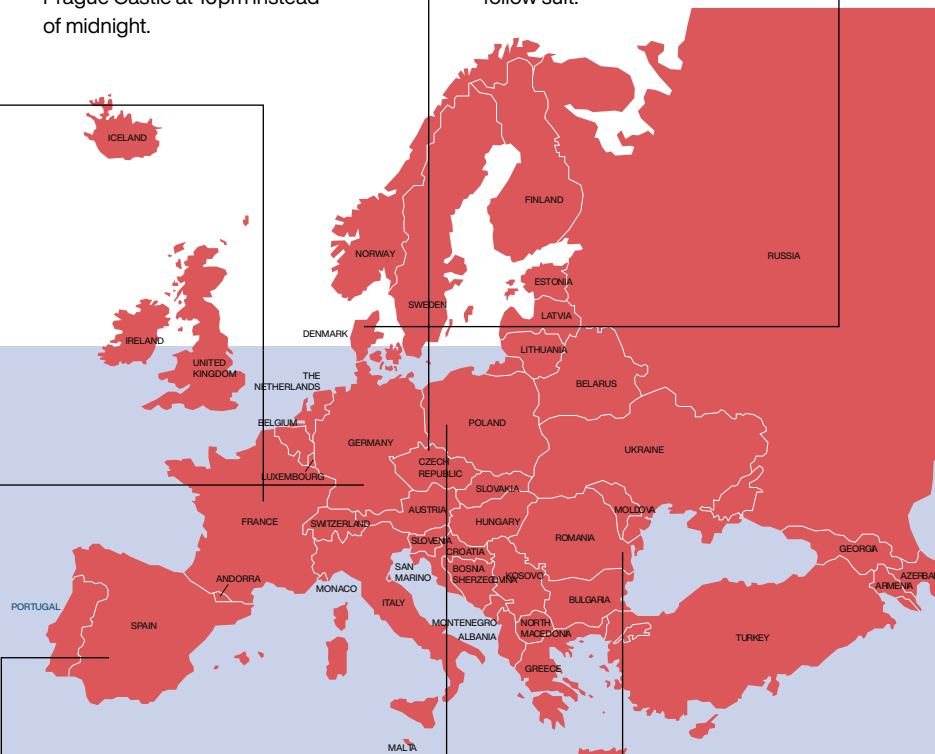 Prague Castle at 10pm instead
of midnight.
follow suit.
ICELAND
FINLAND
NORWAY
RUSSIA
ESTONIA
SWEDEN
LATVIA
DENMARK
IRELAND
LITHUANIA
UNITED
KINGDOM
THE
NETHERLANDS
BELARUS
BELGIUM
POLAND
GERMANY
UKRAINE
CZECH
REPUBLIC
LUXEMBOURG
SLOVAKIA
AUSTRIA
MOLDOVA
FRANCE
SWITZERLAND
HUNGARY
ROMANIA
SLOVENIA
CROATIA
GEORGIA
SAN
MARINO
BOSNA
SHERZEGOVINA
KOSOVO
AZERBA
ANDORRA
MONACO
ARMENIA
PORTUGAL
ITALY
BULGARIA
SPAIN
MONTENEGRO
NORTH
MACEDONIA
ALBANIA
TURKEY
GREECE
MALTA